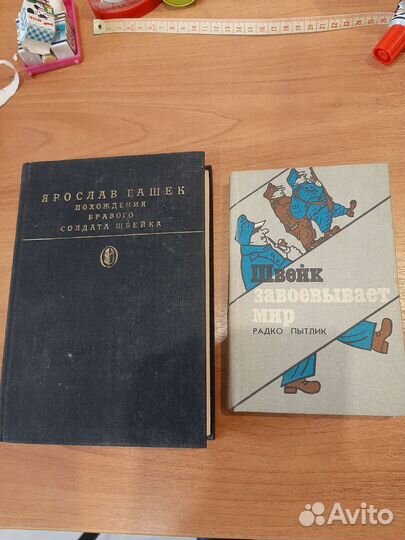 ЯРОСЛАВ ГАШЕК
ПОХОЖДЕНИЯ
БРАВОГО
СОЛДАТА ШВЕЙКА
Швейк
завоевывает
мир
РАДКО ПЫТЛИК
Avito